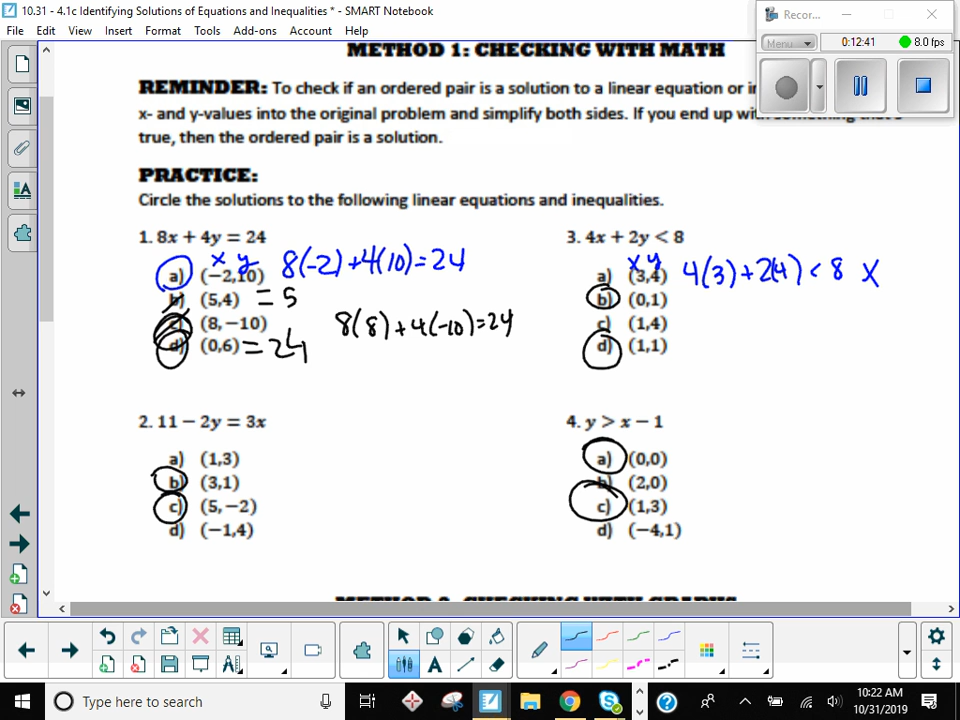 10.31 - 4.1c Identifying Solutions of Equations and Inequalities * - SMART Notebook
File Edit View Insert Format Tools Add-ons Account Help
Recor...
Menu
0:12:41
8.0 fps
METHOD 1: CHECKING WITH MATH
REMINDER: To check if an ordered pair is a solution to a linear equation or
x- and y-values into the original problem and simplify both sides. If you end up with something that's
true, then the ordered pair is a solution.
PRACTICE:
Circle the solutions to the following linear equations and inequalities.
1. 8x + 4y = 24
x y
a) (−2,10) 8(-2)+4(10)=24
b) (5,4) = 5
c) (8, −10) 8(8)+4(-10)=24
d) (0,6) = 24
2. 11 − 2y = 3x
a) (1,3)
b) (3,1)
c) (5, −2)
d) (−1,4)
3. 4x + 2y < 8
x y
a) (3,4) 4(3)+2(4) < 8 X
b) (0,1)
c) (1,4)
d) (1,1)
4. y > x − 1
a) (0,0)
b) (2,0)
c) (1,3)
d) (−4,1)
METHOD 2: CHECKING WITH GRAPHS
A
Type here to search
10:22 AM
10/31/2019